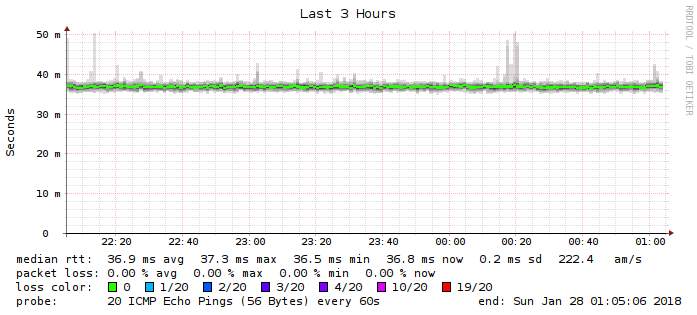 Last 3 Hours
RRDTOOL / TOBI OETIKER
Seconds
50 m
40 m
30 m
20 m
10 m
0
22:20 22:40 23:00 23:20 23:40 00:00 00:20 00:40 01:00
median rtt: 36.9 ms avg 37.3 ms max 36.5 ms min 36.8 ms now 0.2 ms sd 222.4 am/s
packet loss: 0.00 % avg 0.00 % max 0.00 % min 0.00 % now
loss color: 0 1/20 2/20 3/20 4/20 10/20 19/20
probe: 20 ICMP Echo Pings (56 Bytes) every 60s end: Sun Jan 28 01:05:06 2018